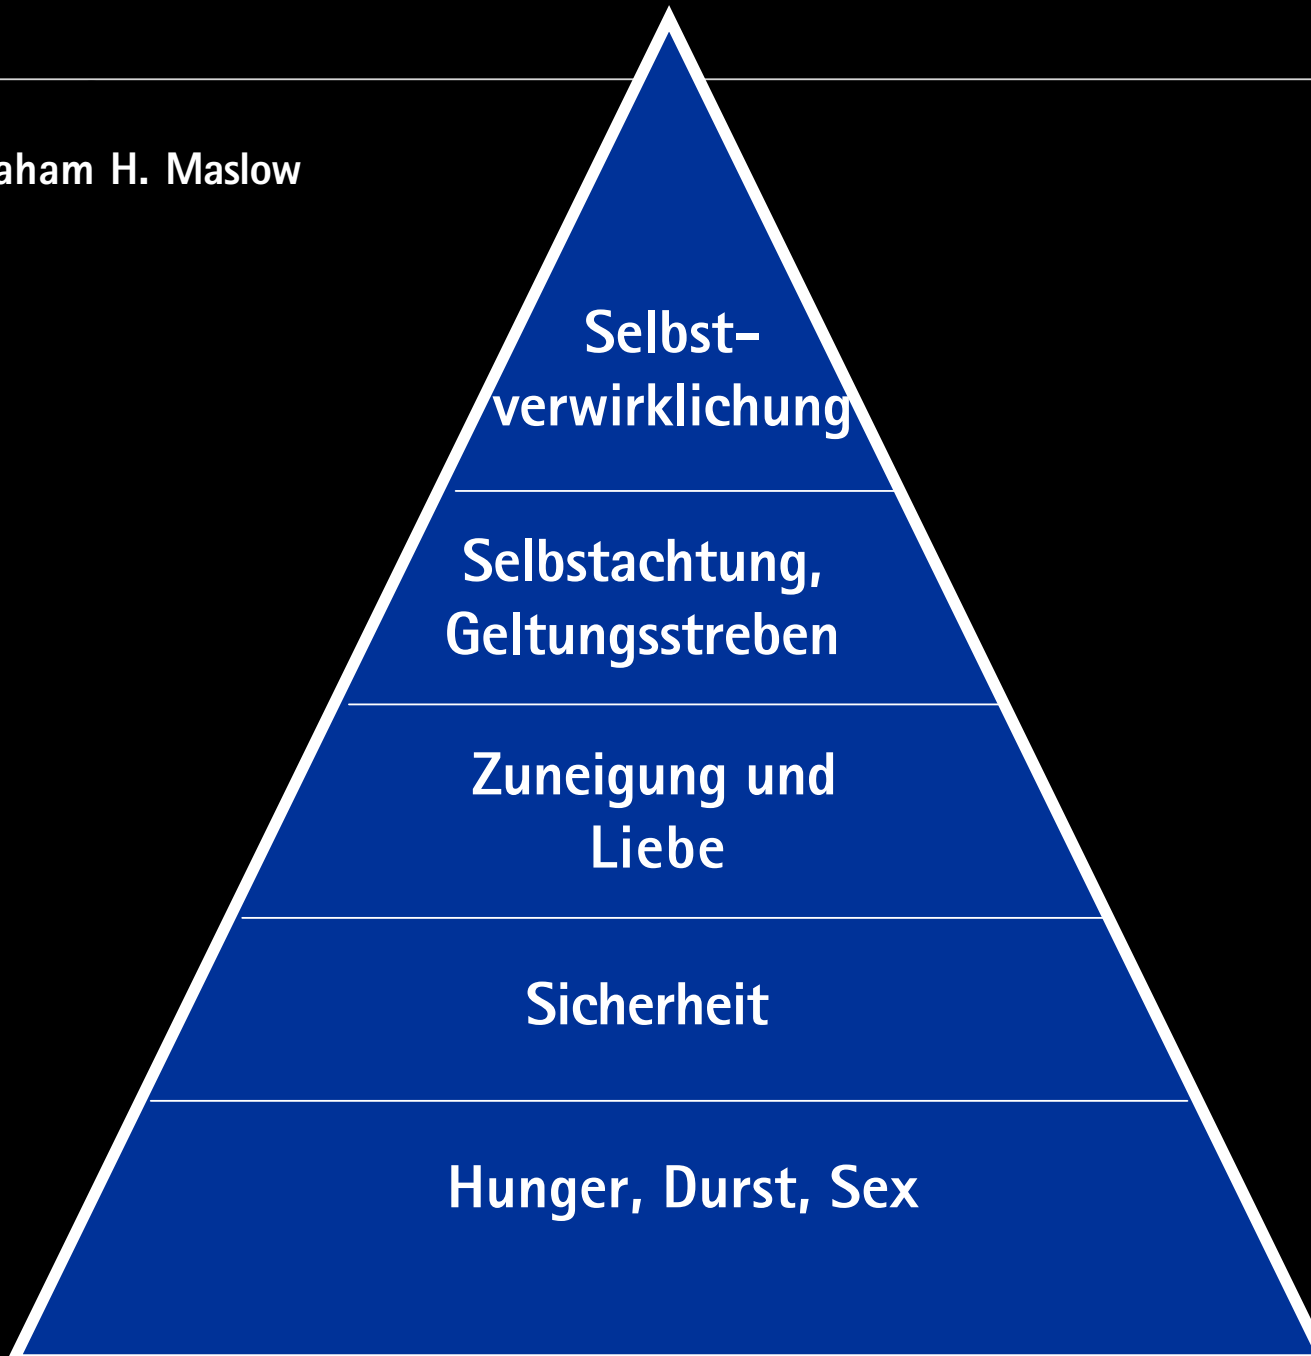 aham H. Maslow
Selbst-
verwirklichung
Selbstachtung,
Geltungsstreben
Zuneigung und
Liebe
Sicherheit
Hunger, Durst, Sex